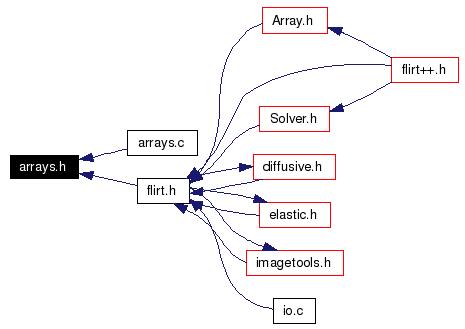 Array.h
flirt++.h
Solver.h
arrays.c
arrays.h
diffusive.h
flirt.h
elastic.h
imagetools.h
io.c